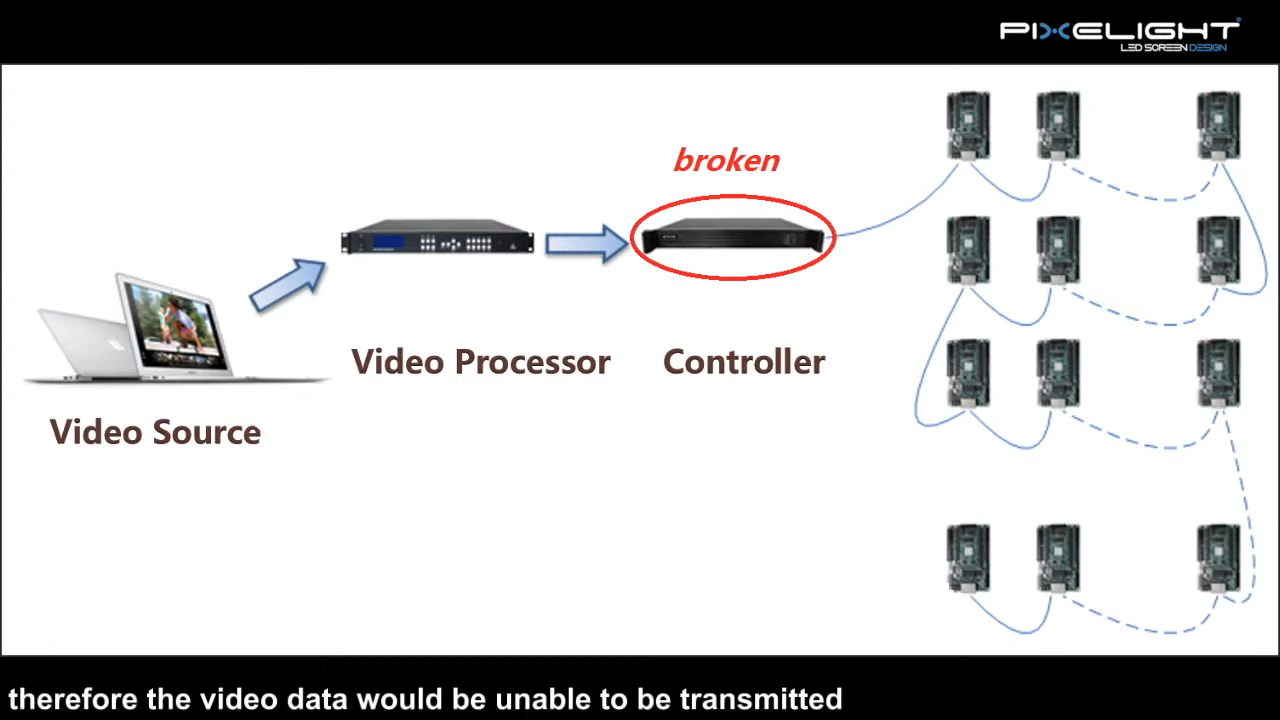 PIXELIGHT
LED SCREEN DESIGN
broken
Video Processor
Controller
Video Source
therefore the video data would be unable to be transmitted